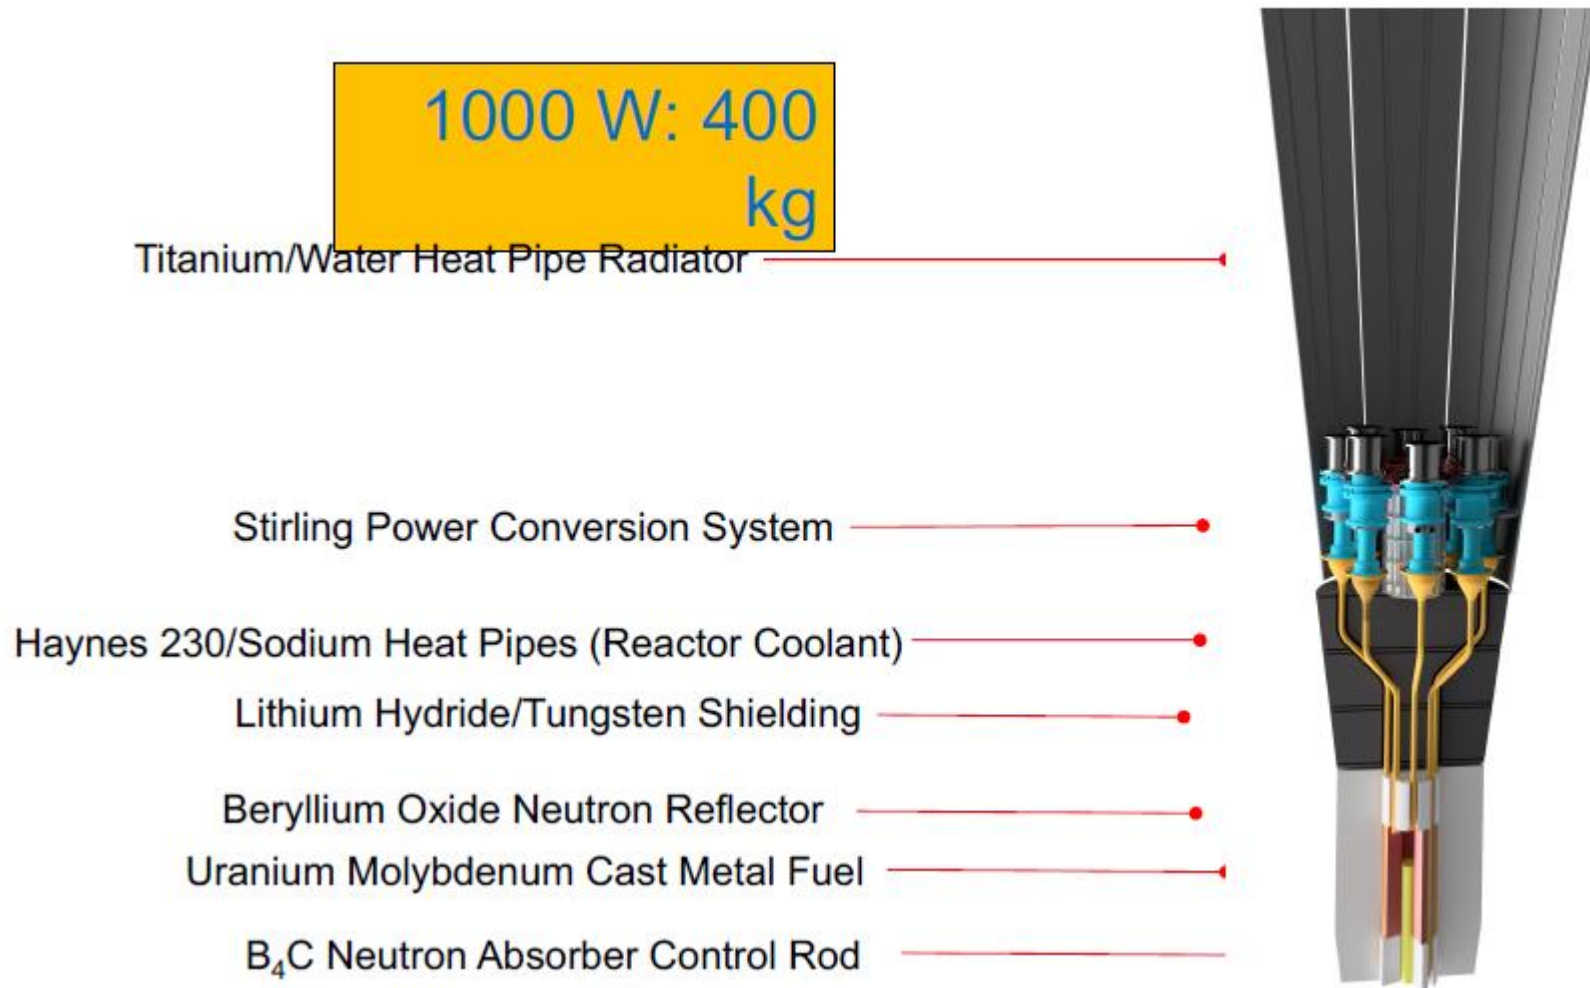 1000 W: 400
kg
Titanium/Water Heat Pipe Radiator
Stirling Power Conversion System
Haynes 230/Sodium Heat Pipes (Reactor Coolant)
Lithium Hydride/Tungsten Shielding
Beryllium Oxide Neutron Reflector
Uranium Molybdenum Cast Metal Fuel
B₄C Neutron Absorber Control Rod